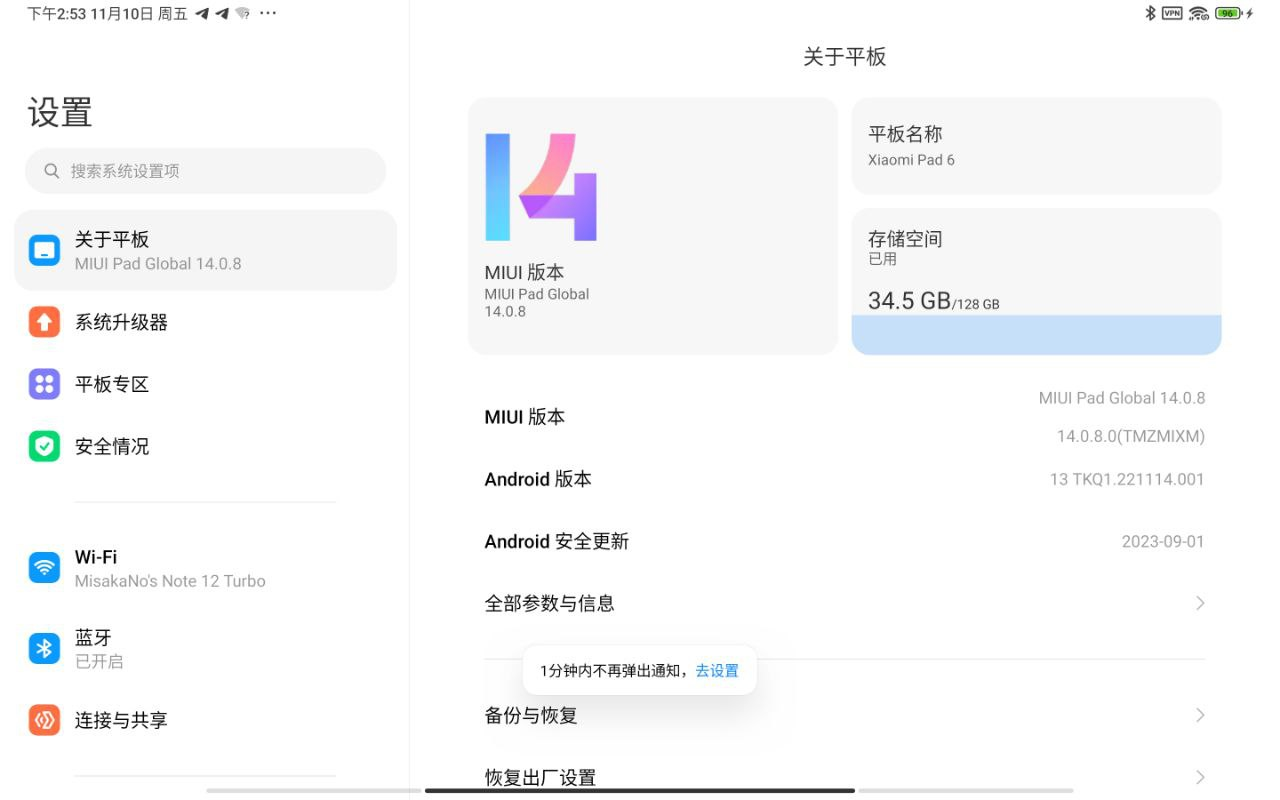 下午2:53 11月10日 周五
VPN
96
设置
搜索系统设置项
关于平板
MIUI Pad Global 14.0.8
系统升级器
平板专区
安全情况
Wi-Fi
MisakaNo's Note 12 Turbo
蓝牙
已开启
连接与共享
关于平板
14
MIUI 版本
MIUI Pad Global
14.0.8
平板名称
Xiaomi Pad 6
存储空间
已用
34.5 GB/128 GB
MIUI 版本
MIUI Pad Global 14.0.8
14.0.8.0(TMZMIXM)
Android 版本
13 TKQ1.221114.001
Android 安全更新
2023-09-01
全部参数与信息
1分钟内不再弹出通知，去设置
备份与恢复
恢复出厂设置